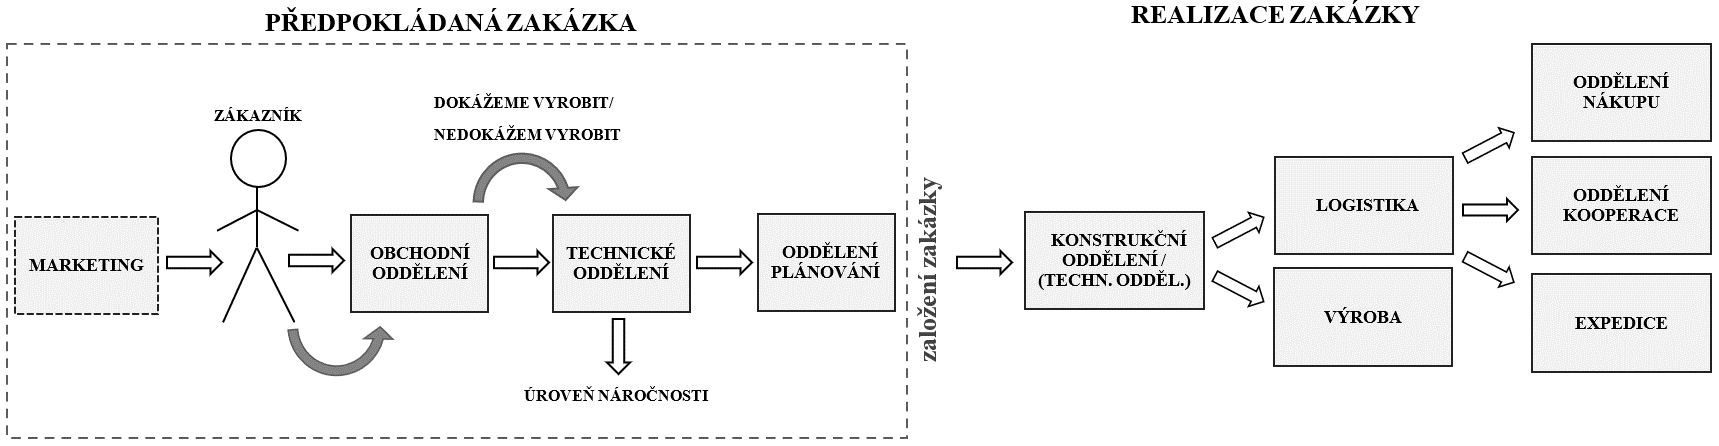 PŘEDPOKLÁDANÁ ZAKÁZKA
REALIZACE ZAKÁZKY
ZÁKAZNÍK
DOKÁŽEME VYROBIT/
NEDOKÁŽEM VYROBIT
MARKETING
OBCHODNÍ
ODDĚLENÍ
TECHNICKÉ
ODDĚLENÍ
ODDĚLENÍ
PLÁNOVÁNÍ
ÚROVEŇ NÁROČNOSTI
založení zakázky
KONSTRUKČNÍ
ODDĚLENÍ /
(TECHN. ODDĚL.)
LOGISTIKA
VÝROBA
ODDĚLENÍ
NÁKUPU
ODDĚLENÍ
KOOPERACE
EXPEDICE